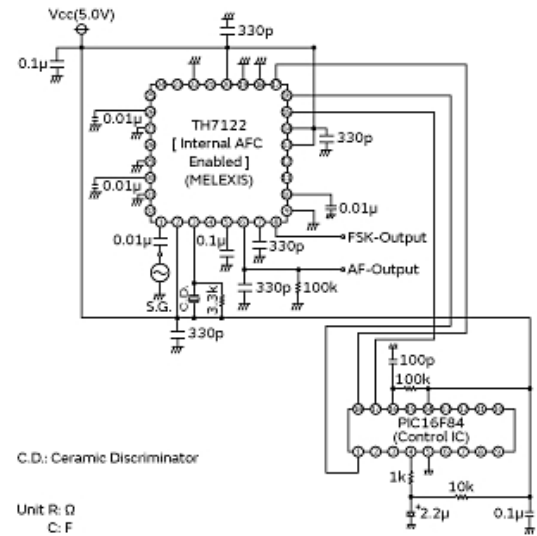 Vcc(5.0V)
330p
0.1μ
0.01μ
TH7122
[ Internal AFC
Enabled ]
(MELEXIS)
330p
0.01μ
0.01μ
0.01μ
0.1μ
330p
FSK-Output
AF-Output
S.G.
C.D.
3.3k
330p
100k
330p
100p
100k
PIC16F84
(Control IC)
C.D.: Ceramic Discriminator
1k
10k
Unit R: Ω
C: F
2.2μ
0.1μ